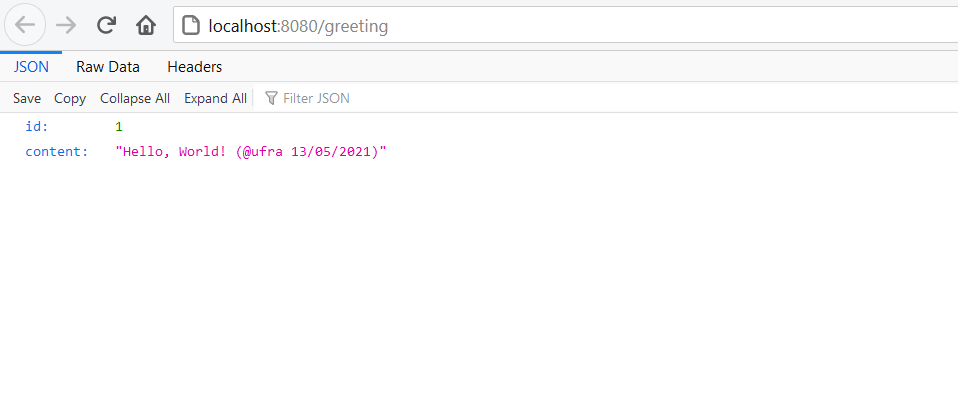 localhost:8080/greeting
JSON Raw Data Headers
Save Copy Collapse All Expand All Filter JSON
id: 1
content: "Hello, World! (@ufra 13/05/2021)"